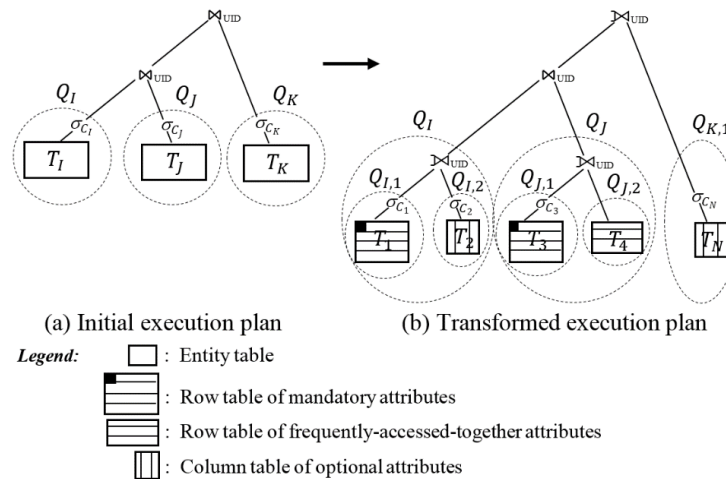 ⋈UID
⋈UID
Q_I
Q_J
Q_K
σ_{C_I}
σ_{C_J}
σ_{C_K}
T_I
T_J
T_K
⟕UID
⋈UID
Q_I
Q_J
Q_{K,1}
⟕UID
⟕UID
Q_{I,1}
Q_{I,2}
Q_{J,1}
Q_{J,2}
σ_{C_1}
σ_{C_2}
σ_{C_3}
σ_{C_N}
T_1
T_2
T_3
T_4
T_N
(a) Initial execution plan
(b) Transformed execution plan
Legend:
: Entity table
: Row table of mandatory attributes
: Row table of frequently-accessed-together attributes
: Column table of optional attributes